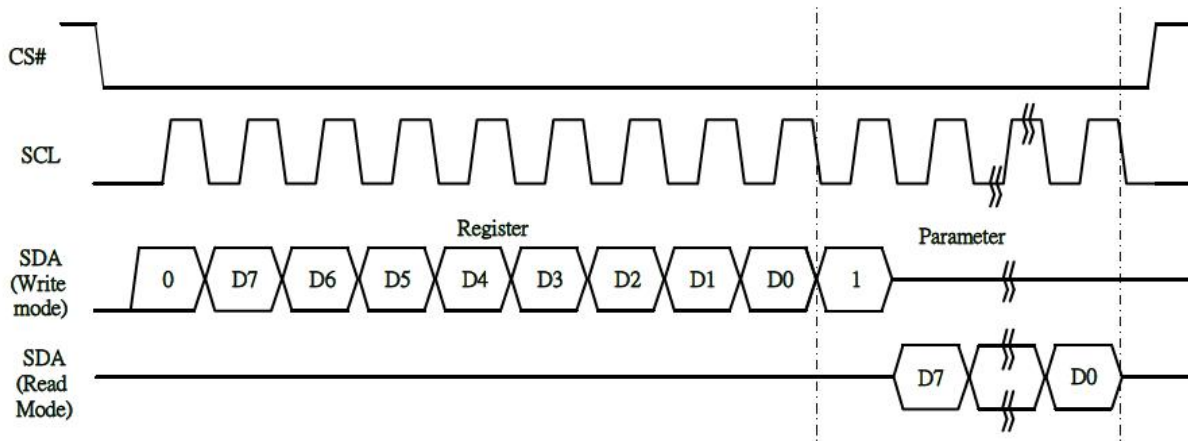 CS#
SCL
Register
Parameter
SDA
(Write
mode)
0 D7 D6 D5 D4 D3 D2 D1 D0 1
SDA
(Read
Mode)
D7 D0